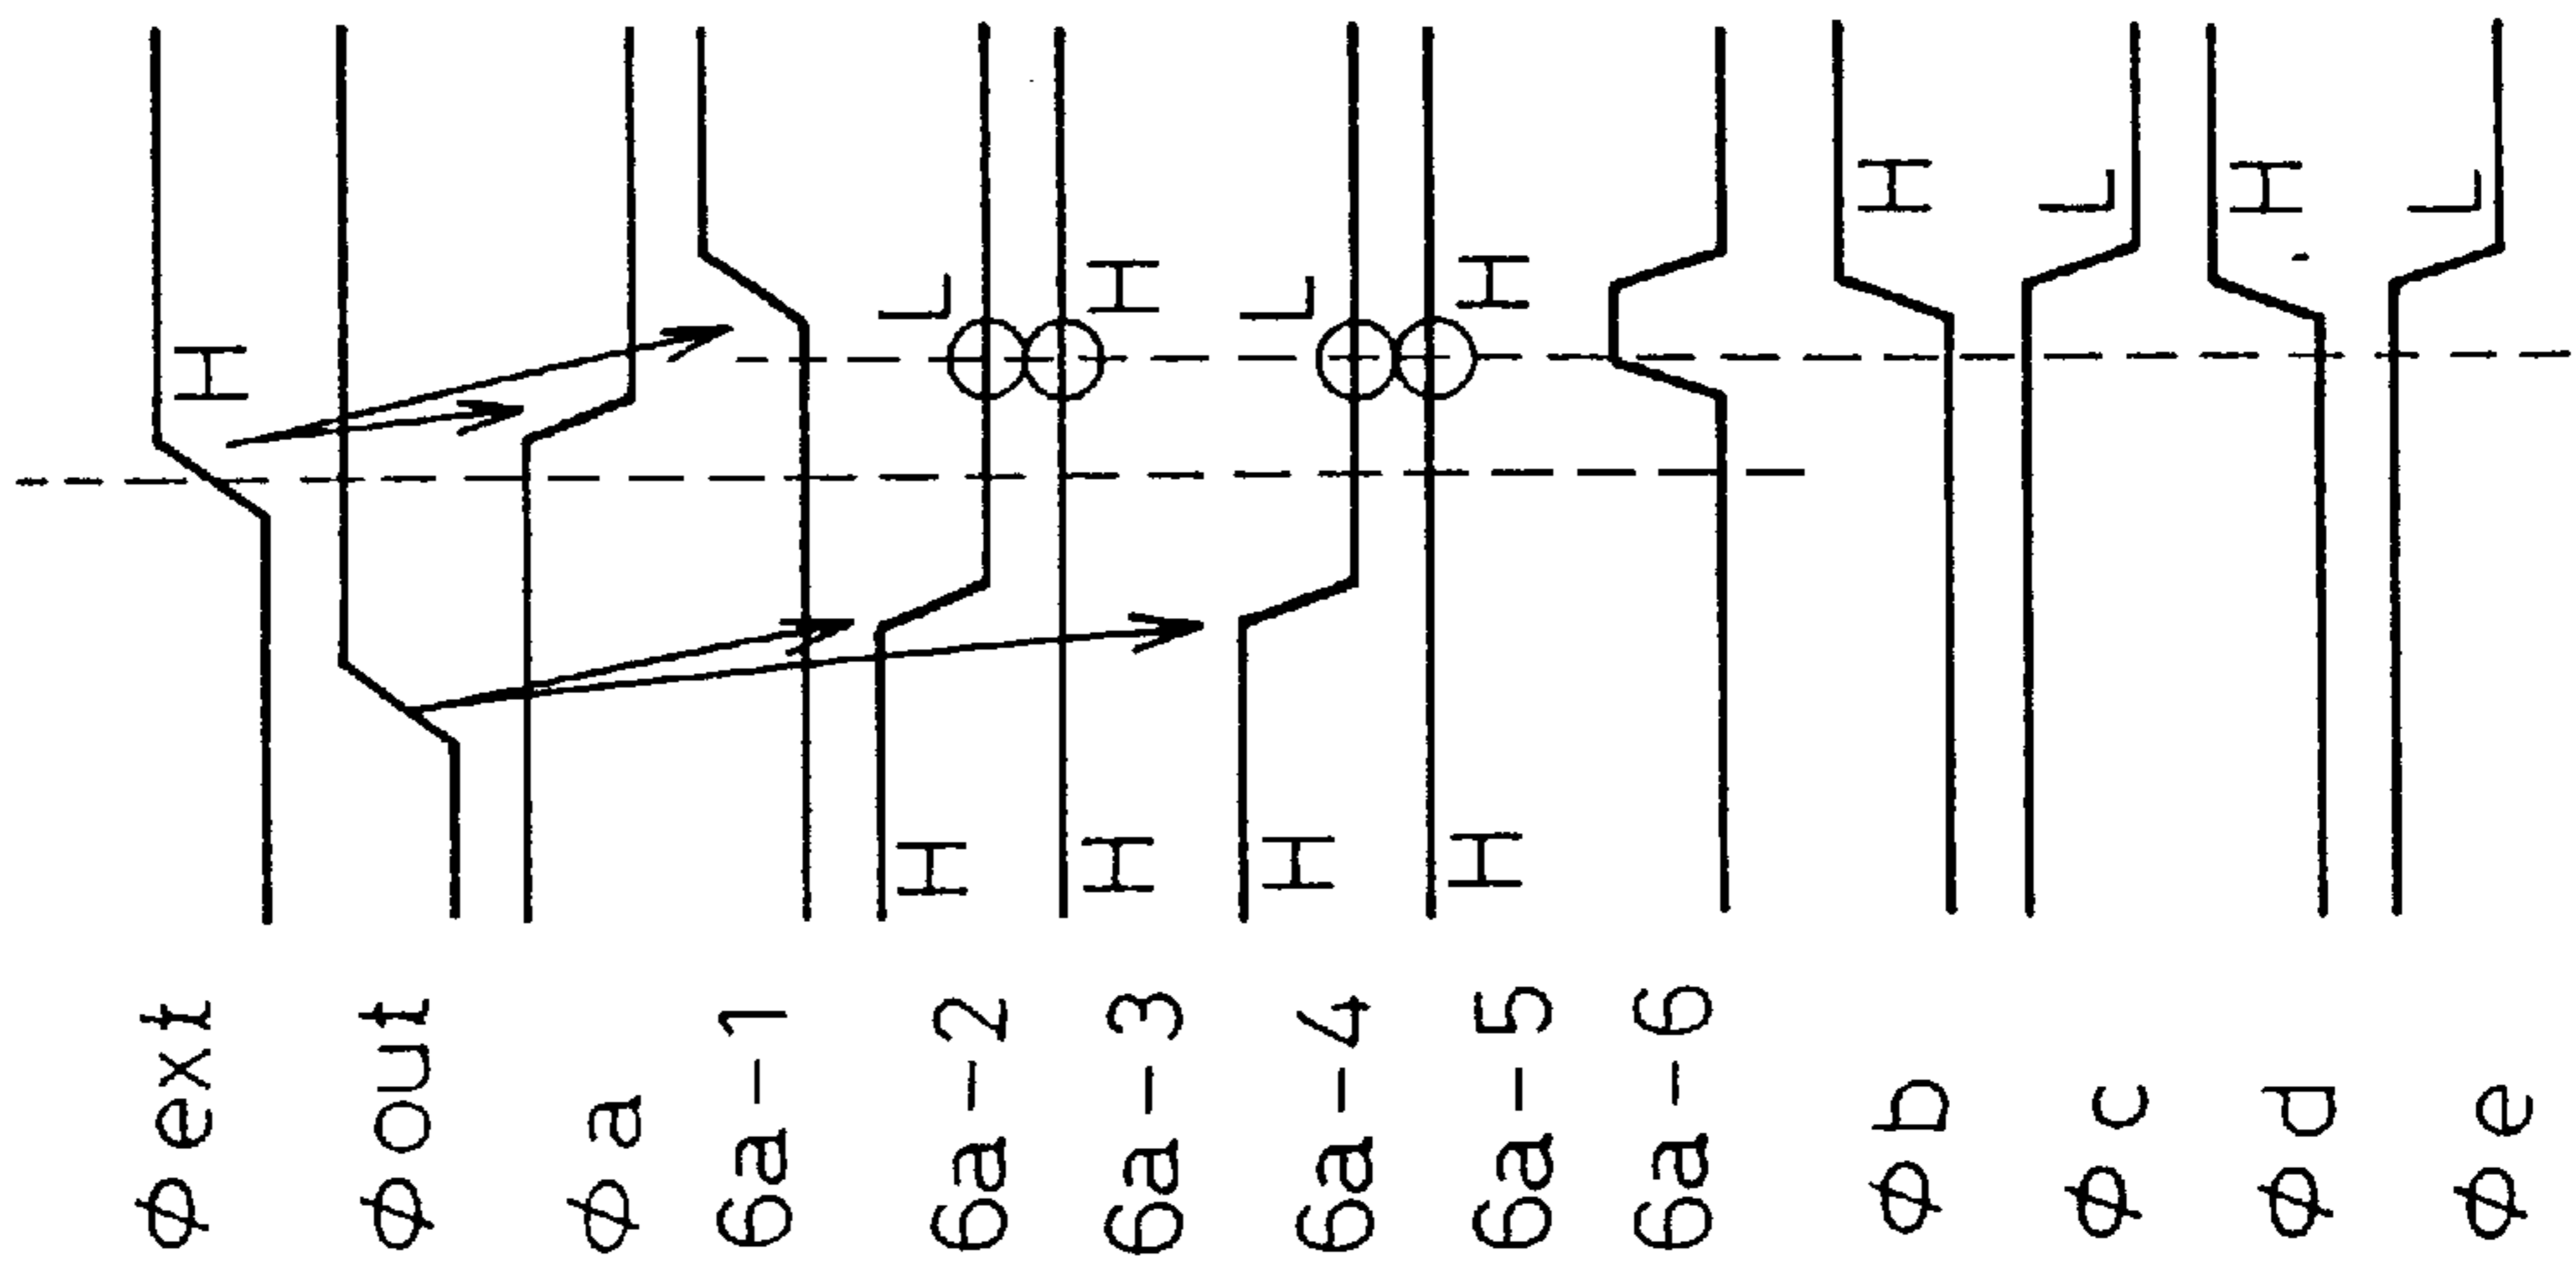 φext H
φout
φa
6a-1
6a-2 H L
6a-3 H H
6a-4 H L
6a-5 H H
6a-6
φb H
φc L
φd H
φe L